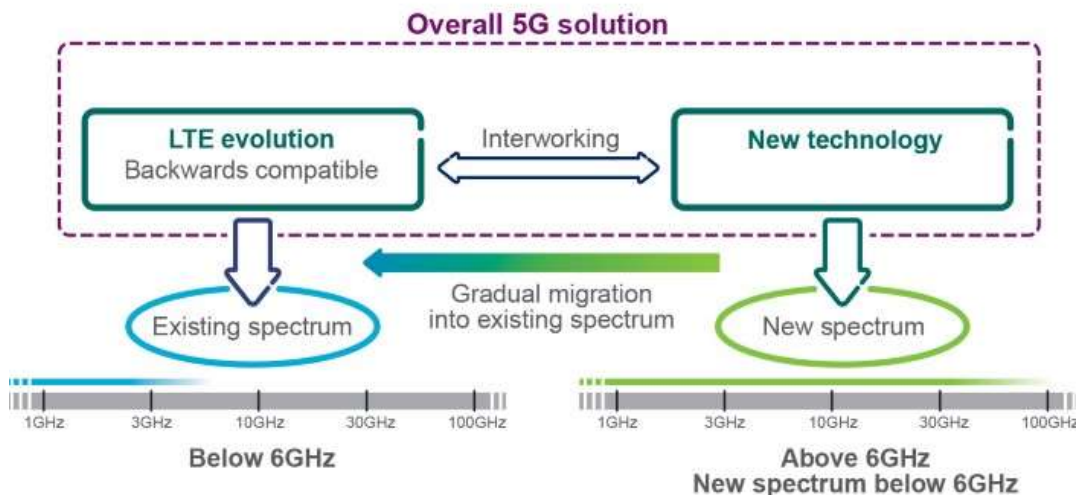 Overall 5G solution
LTE evolution
Backwards compatible
Interworking
New technology
Gradual migration
into existing spectrum
Existing spectrum
New spectrum
1GHz 3GHz 10GHz 30GHz 100GHz
1GHz 3GHz 10GHz 30GHz 100GHz
Below 6GHz
Above 6GHz
New spectrum below 6GHz